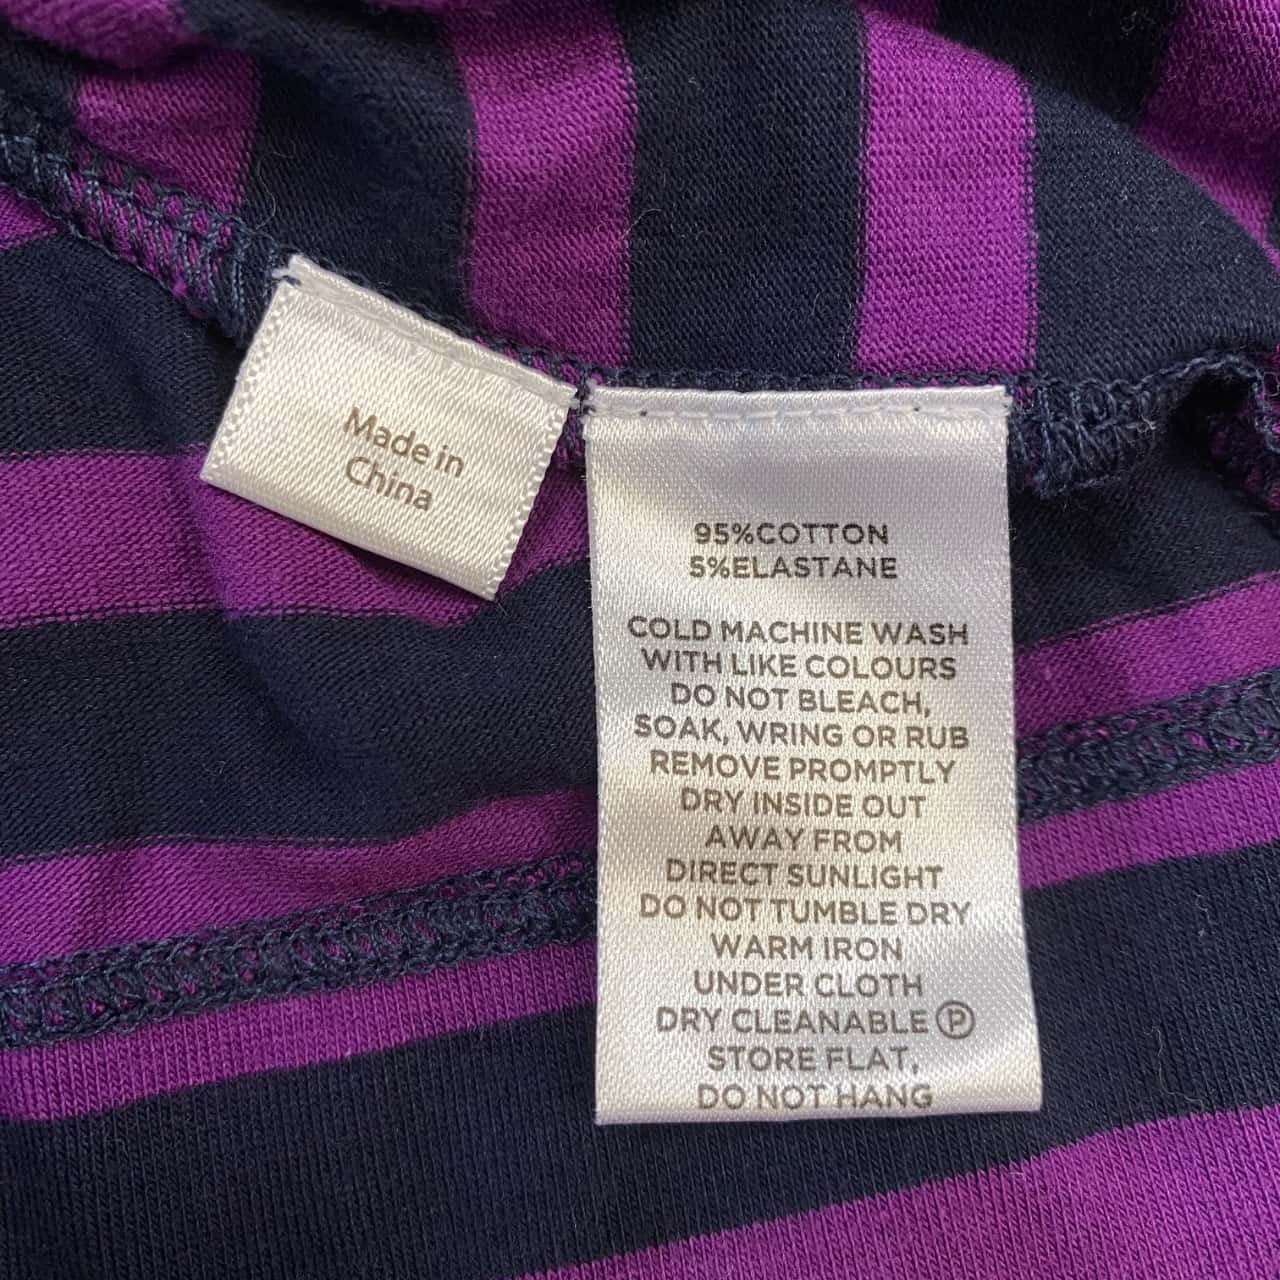 Made in
China
95%COTTON
5%ELASTANE
COLD MACHINE WASH
WITH LIKE COLOURS
DO NOT BLEACH,
SOAK, WRING OR RUB
REMOVE PROMPTLY
DRY INSIDE OUT
AWAY FROM
DIRECT SUNLIGHT
DO NOT TUMBLE DRY
WARM IRON
UNDER CLOTH
DRY CLEANABLE Ⓟ
STORE FLAT,
DO NOT HANG